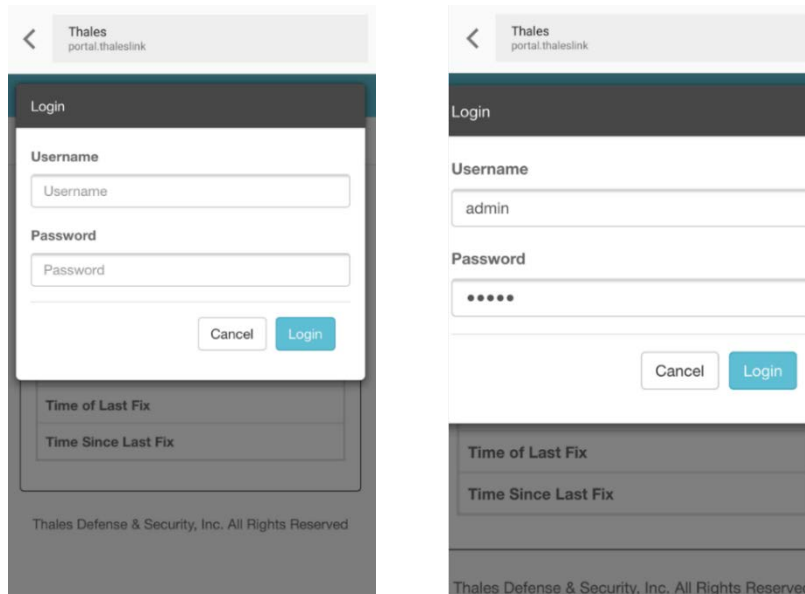 Thales
portal.thaleslink
Login
Username
Username
Password
Password
Cancel
Login
Time of Last Fix
Time Since Last Fix
Thales Defense & Security, Inc. All Rights Reserved
Thales
portal.thaleslink
Login
Username
admin
Password
•••••
Cancel
Login
Time of Last Fix
Time Since Last Fix
Thales Defense & Security, Inc. All Rights Reserved